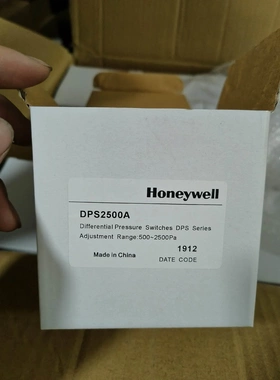 Honeywell
DPS2500A
Differential Pressure Switches DPS Series
Adjustment Range:500~2500Pa
1912
Made in China
DATE CODE